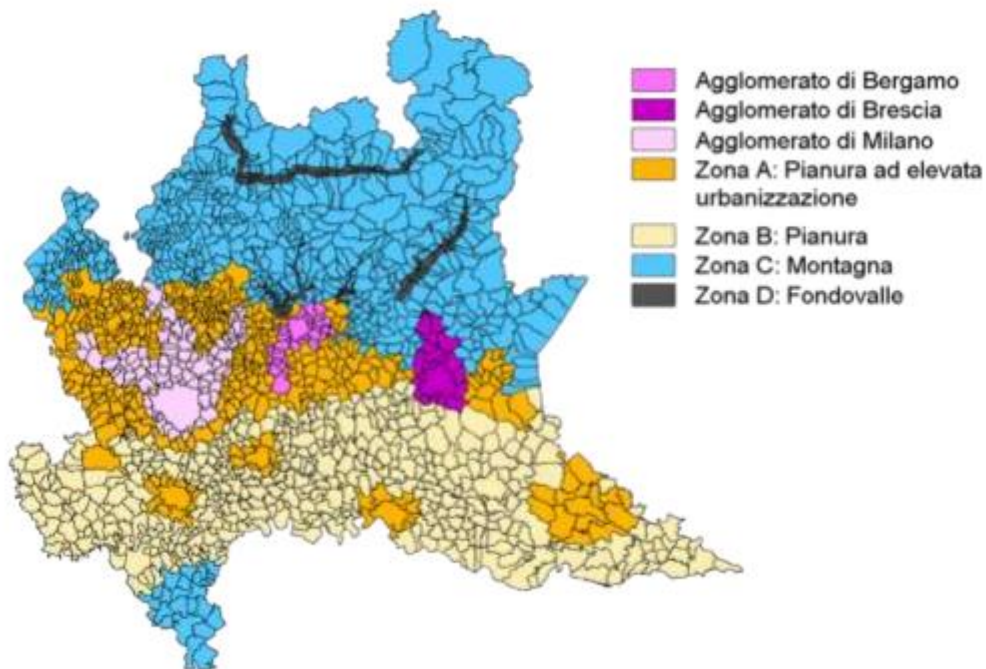 Agglomerato di Bergamo
Agglomerato di Brescia
Agglomerato di Milano
Zona A: Pianura ad elevata
urbanizzazione
Zona B: Pianura
Zona C: Montagna
Zona D: Fondovalle